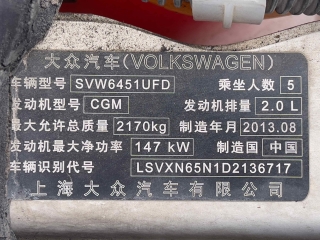 大众汽车(VOLKSWAGEN)
车辆型号 SVW6451UFD 乘坐人数 5
发动机型号 CGM 发动机排量 2.0 L
最大允许总质量 2170kg 制造年月 2013.08
发动机最大净功率 147 kW 制造国 中国
车辆识别代号 LSVXN65N1D2136717
上海大众汽车有限公司